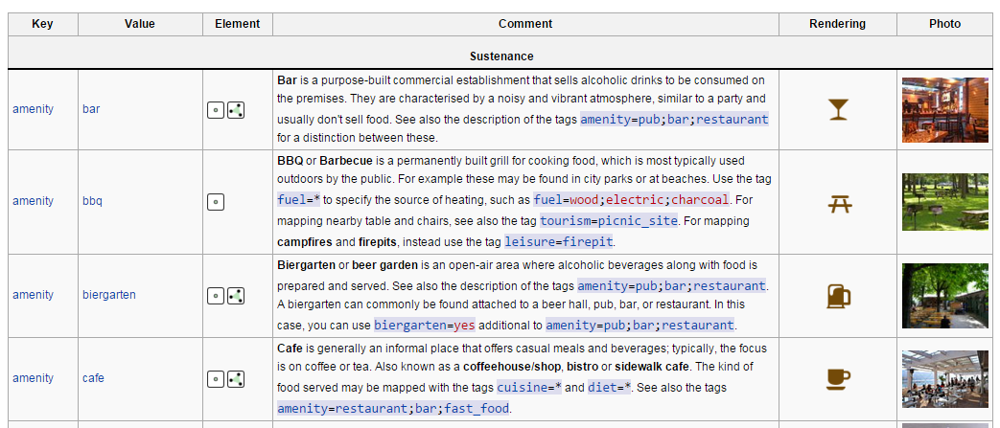 Key Value Element Comment Rendering Photo
Sustenance
Bar is a purpose-built commercial establishment that sells alcoholic drinks to be consumed on
the premises. They are characterised by a noisy and vibrant atmosphere, similar to a party and
amenity bar usually don't sell food. See also the description of the tags amenity=pub;bar;restaurant
for a distinction between these.
BBQ or Barbecue is a permanently built grill for cooking food, which is most typically used
outdoors by the public. For example these may be found in city parks or at beaches. Use the tag
amenity bbq fuel=* to specify the source of heating, such as fuel=wood;electric;charcoal. For
mapping nearby table and chairs, see also the tag tourism=picnic_site. For mapping
campfires and firepits, instead use the tag leisure=firepit.
Biergarten or beer garden is an open-air area where alcoholic beverages along with food is
prepared and served. See also the description of the tags amenity=pub;bar;restaurant.
amenity biergarten A biergarten can commonly be found attached to a beer hall, pub, bar, or restaurant. In this
case, you can use biergarten=yes additional to amenity=pub;bar;restaurant.
Cafe is generally an informal place that offers casual meals and beverages; typically, the focus
is on coffee or tea. Also known as a coffeehouse/shop, bistro or sidewalk cafe. The kind of
amenity cafe food served may be mapped with the tags cuisine=* and diet=*. See also the tags
amenity=restaurant;bar;fast_food.